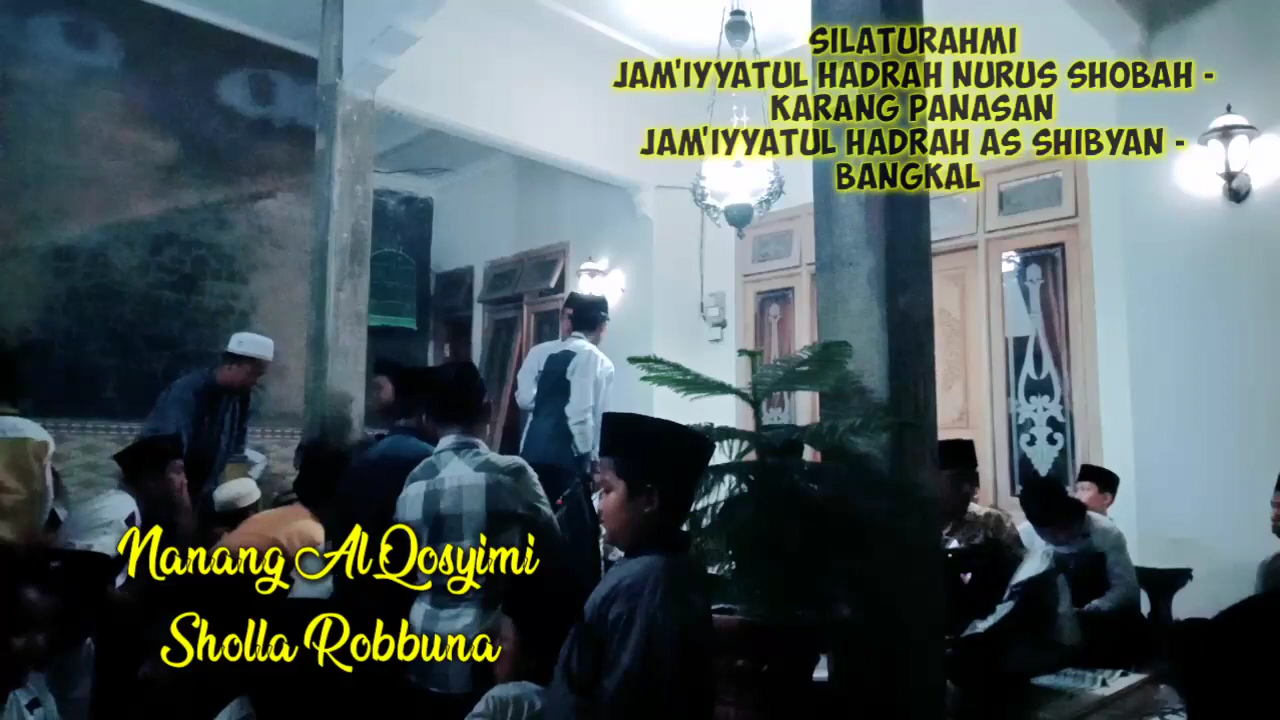 SILATURAHMI
JAM'IYYATUL HADRAH NURUS SHOBAH -
KARANG PANASAN
JAM'IYYATUL HADRAH AS SHIBYAN -
BANGKAL
Nanang Al Qosyimi
Sholla Robbuna